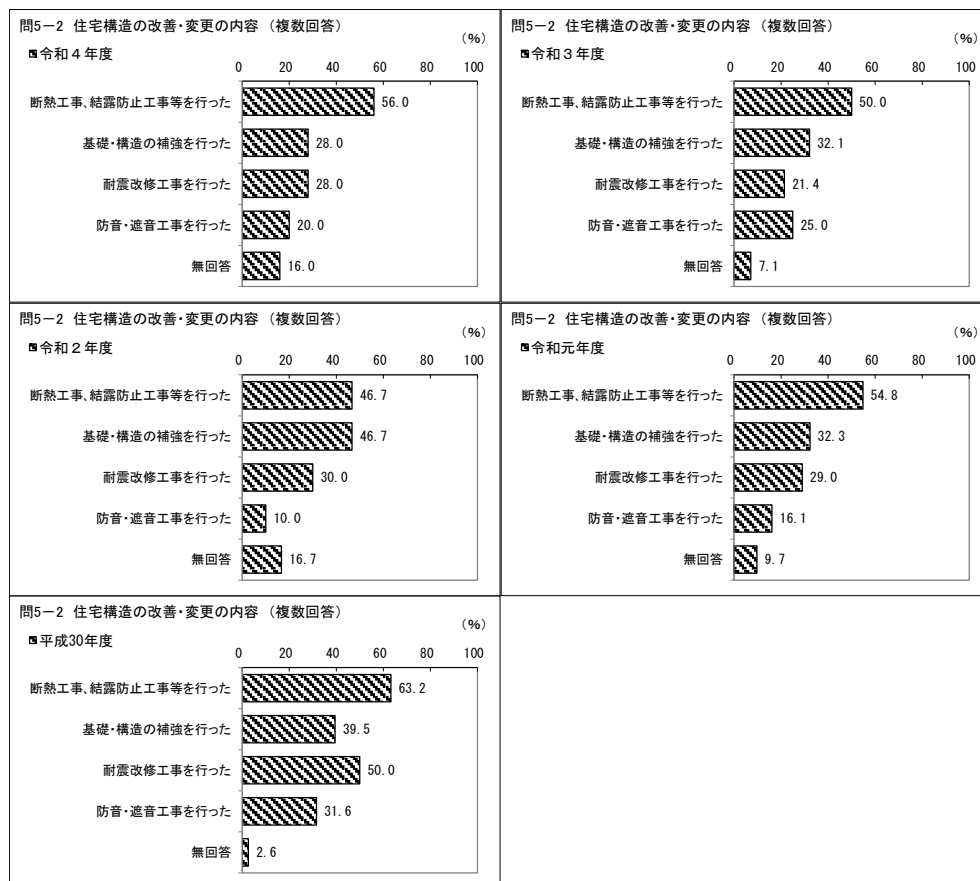 問5－2 住宅構造の改善・変更の内容 （複数回答）
（%）
令和４年度
0 20 40 60 80 100
断熱工事、結露防止工事等を行った 56.0
基礎・構造の補強を行った 28.0
耐震改修工事を行った 28.0
防音・遮音工事を行った 20.0
無回答 16.0
問5－2 住宅構造の改善・変更の内容 （複数回答）
（%）
令和３年度
0 20 40 60 80 100
断熱工事、結露防止工事等を行った 50.0
基礎・構造の補強を行った 32.1
耐震改修工事を行った 21.4
防音・遮音工事を行った 25.0
無回答 7.1
問5－2 住宅構造の改善・変更の内容 （複数回答）
（%）
令和２年度
0 20 40 60 80 100
断熱工事、結露防止工事等を行った 46.7
基礎・構造の補強を行った 46.7
耐震改修工事を行った 30.0
防音・遮音工事を行った 10.0
無回答 16.7
問5－2 住宅構造の改善・変更の内容 （複数回答）
（%）
令和元年度
0 20 40 60 80 100
断熱工事、結露防止工事等を行った 54.8
基礎・構造の補強を行った 32.3
耐震改修工事を行った 29.0
防音・遮音工事を行った 16.1
無回答 9.7
問5－2 住宅構造の改善・変更の内容 （複数回答）
（%）
平成30年度
0 20 40 60 80 100
断熱工事、結露防止工事等を行った 63.2
基礎・構造の補強を行った 39.5
耐震改修工事を行った 50.0
防音・遮音工事を行った 31.6
無回答 2.6